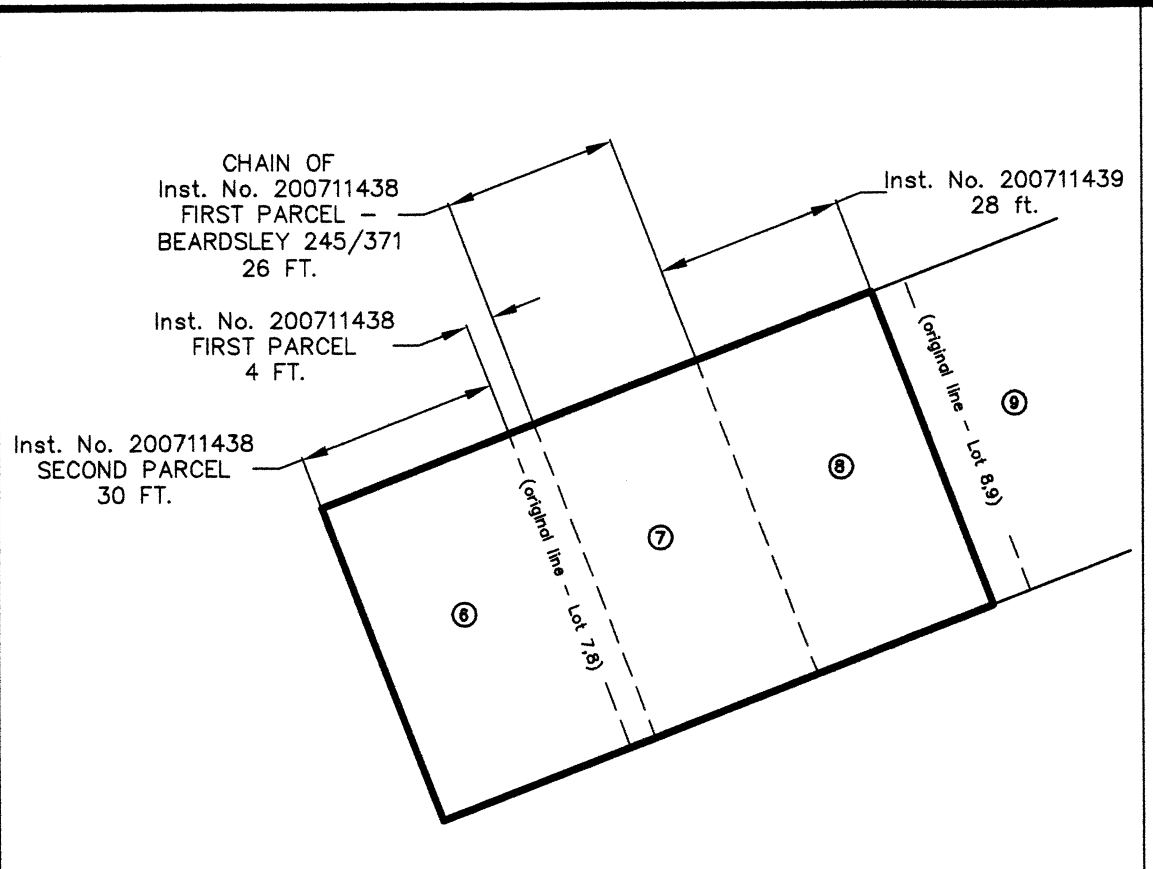 CHAIN OF
Inst. No. 200711438
FIRST PARCEL –
BEARDSLEY 245/371
26 FT.
Inst. No. 200711439
28 ft.
Inst. No. 200711438
FIRST PARCEL
4 FT.
Inst. No. 200711438
SECOND PARCEL
30 FT.
(original line – Lot 8,9)
9
8
(original line – Lot 7,8)
7
6